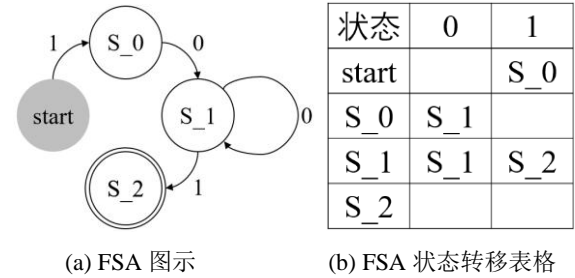 1
S_0
0
start
S_1
0
S_2
1
(a) FSA 图示
状态 0 1
start S_0
S_0 S_1
S_1 S_1 S_2
S_2
(b) FSA 状态转移表格